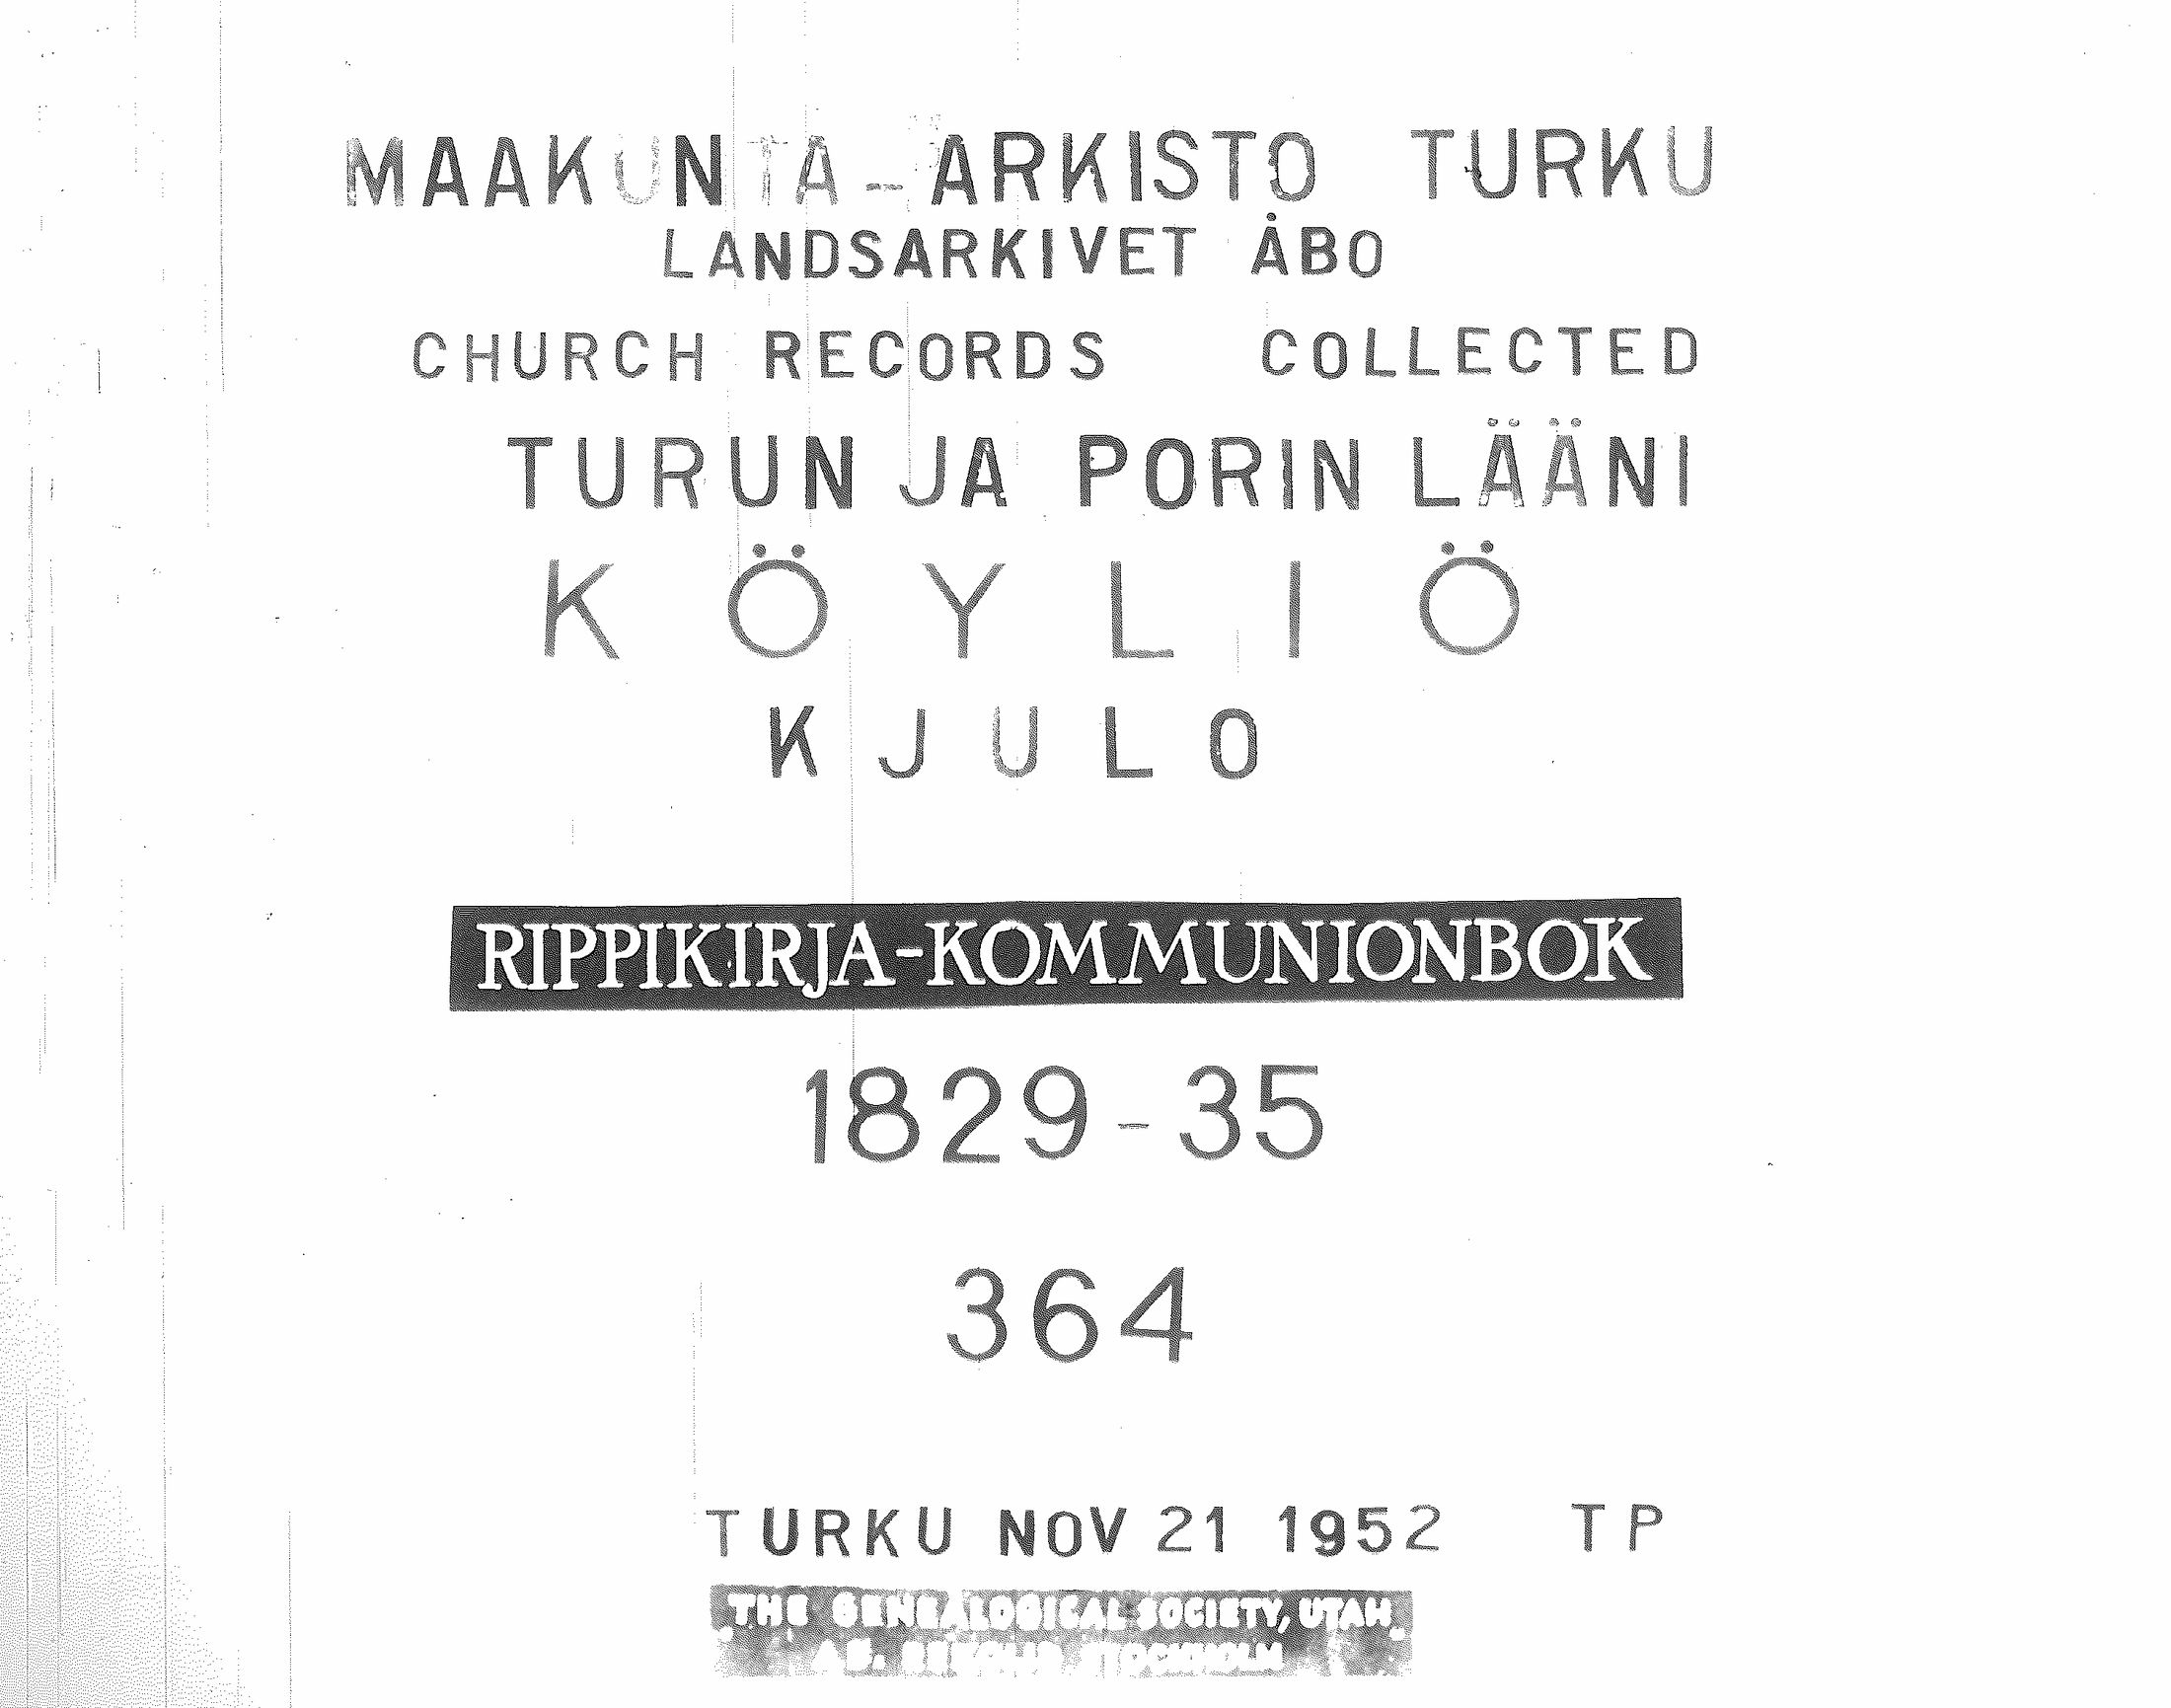 MAAKUNTA-ARKISTO TURKU
LANDSARKIVET ÅBO
CHURCH RECORDS COLLECTED
TURUN JA PORIN LÄÄNI
KÖYLIÖ
KJULO
RIPPIKIRJA-KOMMUNIONBOK
1829-35
364
TURKU NOV 21 1952 TP
THE GENEALOGICAL SOCIETY, UTAH.
STOCKHOLM